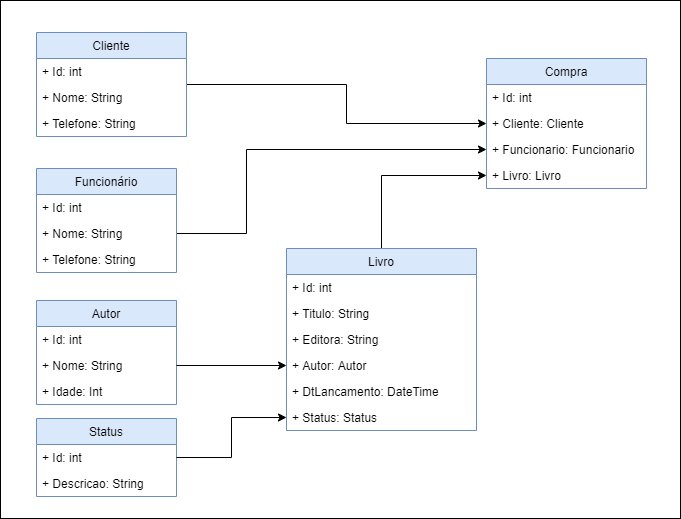 Cliente
+ Id: int
+ Nome: String
+ Telefone: String
Compra
+ Id: int
+ Cliente: Cliente
+ Funcionario: Funcionario
+ Livro: Livro
Funcionário
+ Id: int
+ Nome: String
+ Telefone: String
Livro
+ Id: int
+ Titulo: String
+ Editora: String
+ Autor: Autor
+ DtLancamento: DateTime
+ Status: Status
Autor
+ Id: int
+ Nome: String
+ Idade: Int
Status
+ Id: int
+ Descricao: String